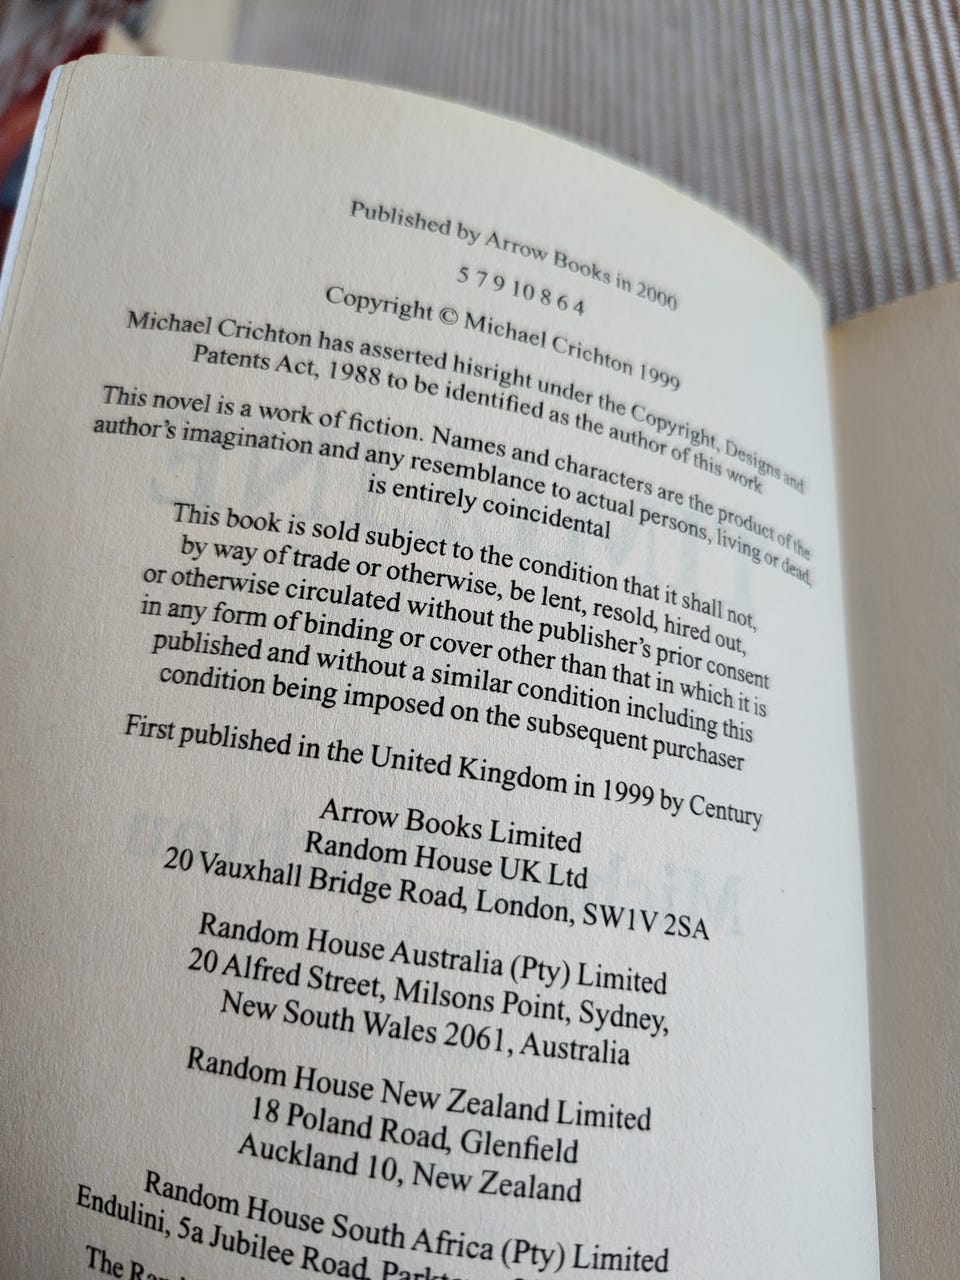 Published by Arrow Books in 2000
5 7 9 10 8 6 4
Copyright © Michael Crichton 1999
Michael Crichton has asserted hisright under the Copyright, Designs and
Patents Act, 1988 to be identified as the author of this work
This novel is a work of fiction. Names and characters are the product of the
author's imagination and any resemblance to actual persons, living or dead,
is entirely coincidental
This book is sold subject to the condition that it shall not,
by way of trade or otherwise, be lent, resold, hired out,
or otherwise circulated without the publisher's prior consent
in any form of binding or cover other than that in which it is
published and without a similar condition including this
condition being imposed on the subsequent purchaser
First published in the United Kingdom in 1999 by Century
Arrow Books Limited
Random House UK Ltd
20 Vauxhall Bridge Road, London, SW1V 2SA
Random House Australia (Pty) Limited
20 Alfred Street, Milsons Point, Sydney,
New South Wales 2061, Australia
Random House New Zealand Limited
18 Poland Road, Glenfield
Auckland 10, New Zealand
Random House South Africa (Pty) Limited
Endulini, 5a Jubilee Road,
The